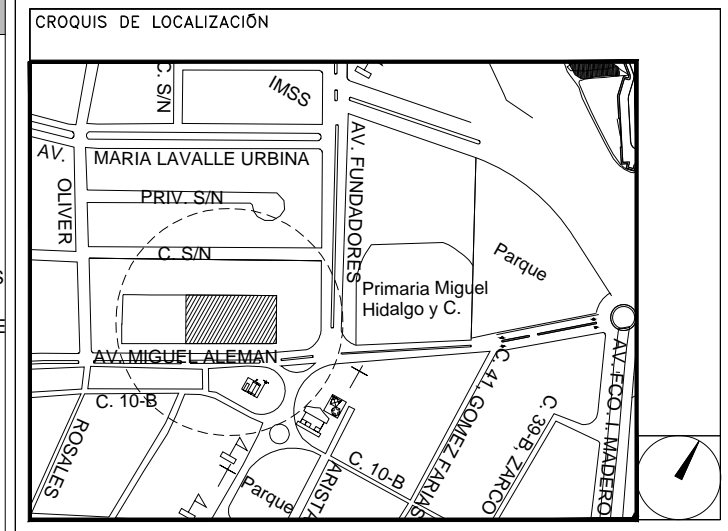 CROQUIS DE LOCALIZACIÓN
C. S/N
IMSS
AV.
OLIVER
MARIA LAVALLE URBINA
AV. FUNDADORES
PRIV. S/N
C. S/N
Parque
Primaria Miguel
Hidalgo y C.
AV. MIGUEL ALEMAN
C. 10-B
ROSALES
Parque
ARISTA
C. 10-B
C. 41, GOMEZ FARIAS
C. 39-B, ZARCO
AV. FCO. I. MADERO